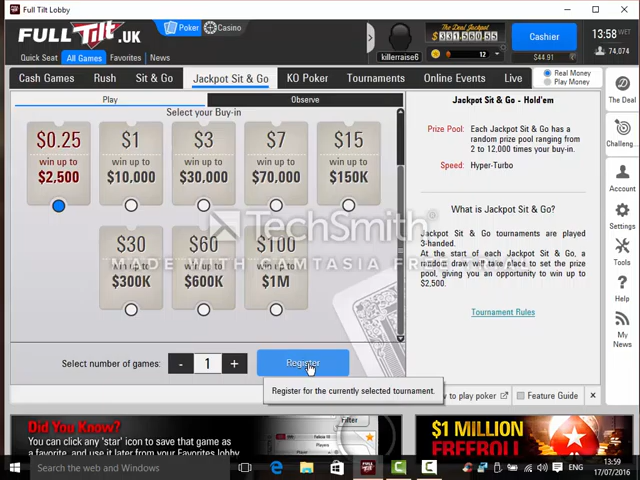 Full Tilt Lobby
FULL TILT.UK
Poker
Casino
Quick Seat
All Games
Favorites
News
killerraise6
The Deal Jackpot
$331,560.55
12
Cashier
$44.91
13:58
74,074
Cash Games
Rush
Sit & Go
Jackpot Sit & Go
KO Poker
Tournaments
Online Events
Live
Real Money
Play Money
Play
Observe
Select your Buy-in
$0.25
win up to
$2,500
$1
win up to
$10,000
$3
win up to
$30,000
$7
win up to
$70,000
$15
win up to
$150K
$30
win up to
$300K
$60
win up to
$600K
$100
win up to
$1M
TechSmith
MADE WITH CAMTASIA FREE
Select number of games:
-
1
+
Register
Register for the currently selected tournament.
Jackpot Sit & Go - Hold'em
Prize Pool: Each Jackpot Sit & Go has a
random prize pool ranging from
2 to 12,000 times your buy-in.
Speed: Hyper-Turbo
What is Jackpot Sit & Go?
Jackpot Sit & Go tournaments are played
3-handed.
At the start of each Jackpot Sit & Go, a
random draw will take place to set the prize
pool, giving you an opportunity to win up to
$2,500.
Tournament Rules
to play poker
Feature Guide
The Deal
Challeng...
Account
Settings
Tools
Help
My
News
Did You Know?
You can click any 'star' icon to save that game as
a favorite, and use it later from your Favorites lobby
Filter
Players
$1 MILLION
FREEROLL
Search the web and Windows
FULL TILT
ENG
13:59
17/07/2016